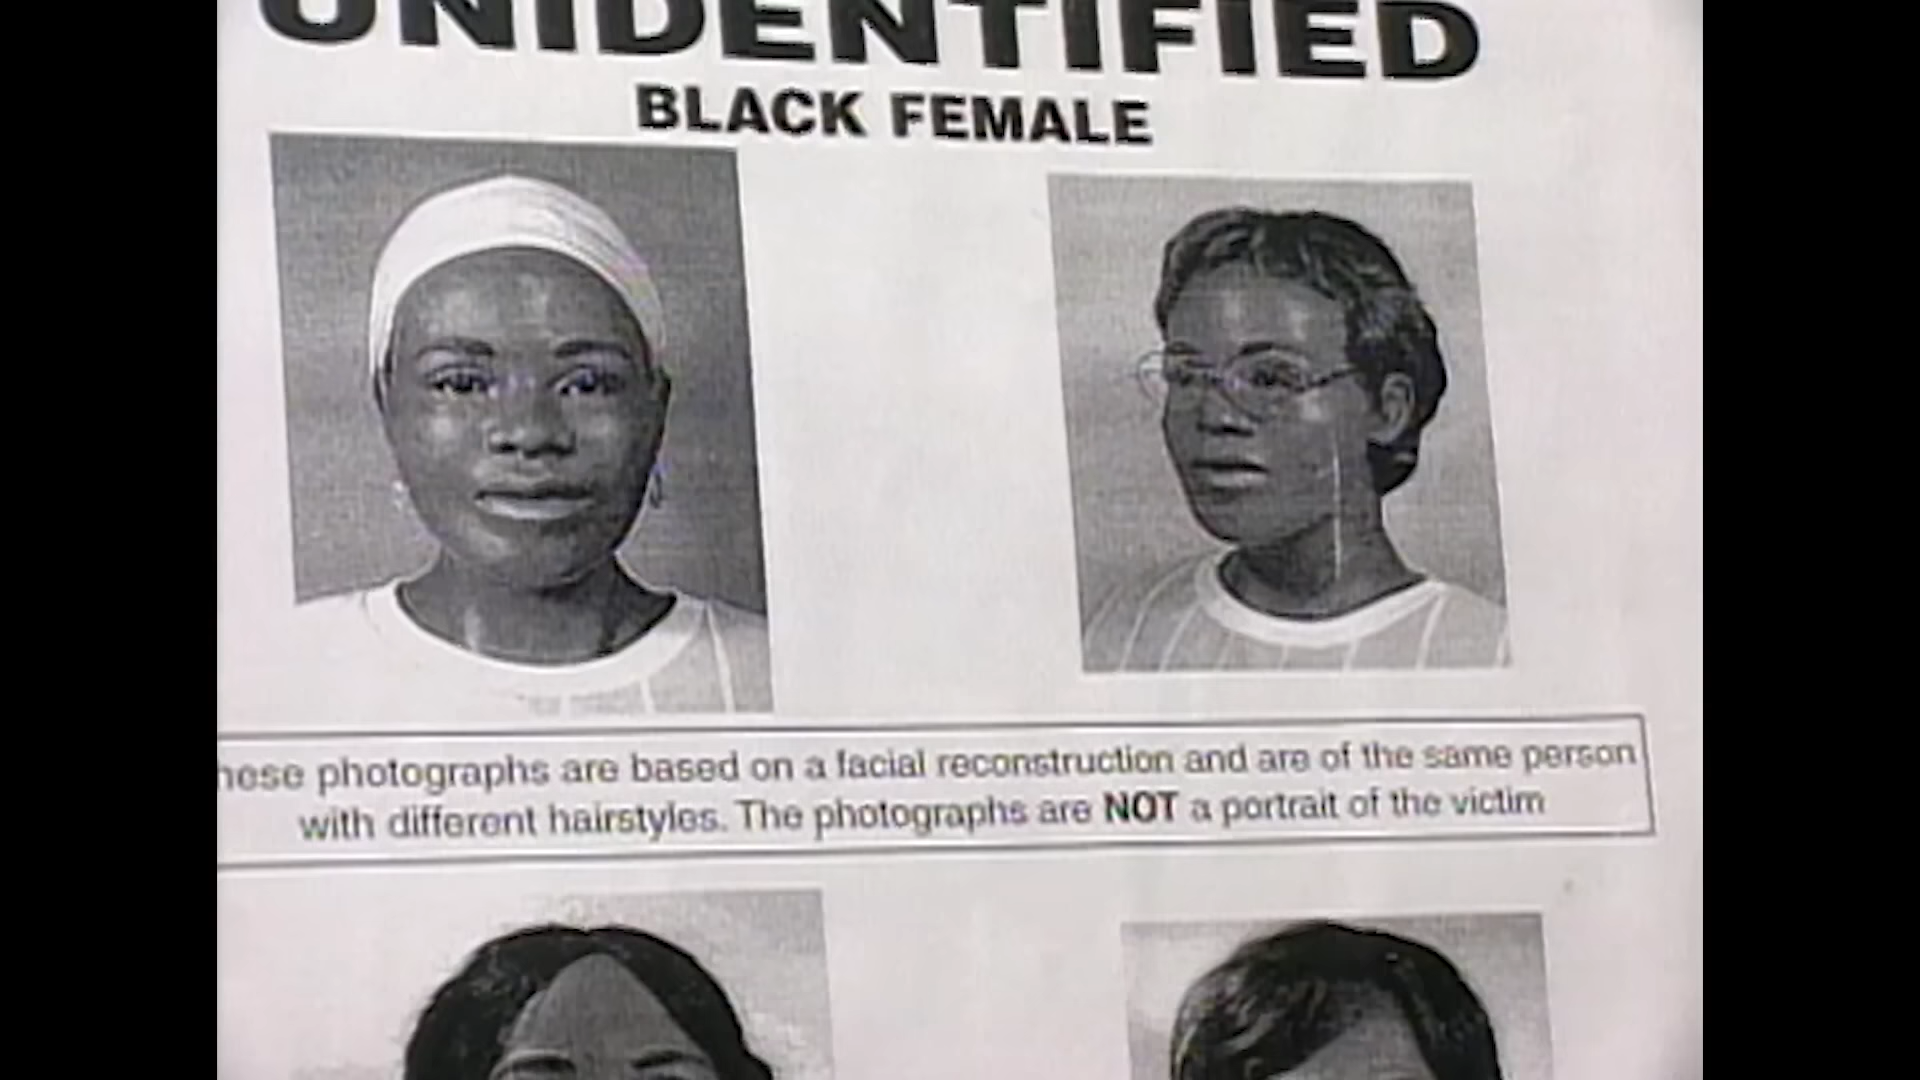 UNIDENTIFIED
BLACK FEMALE
hese photographs are based on a facial reconstruction and are of the same person
with different hairstyles. The photographs are NOT a portrait of the victim